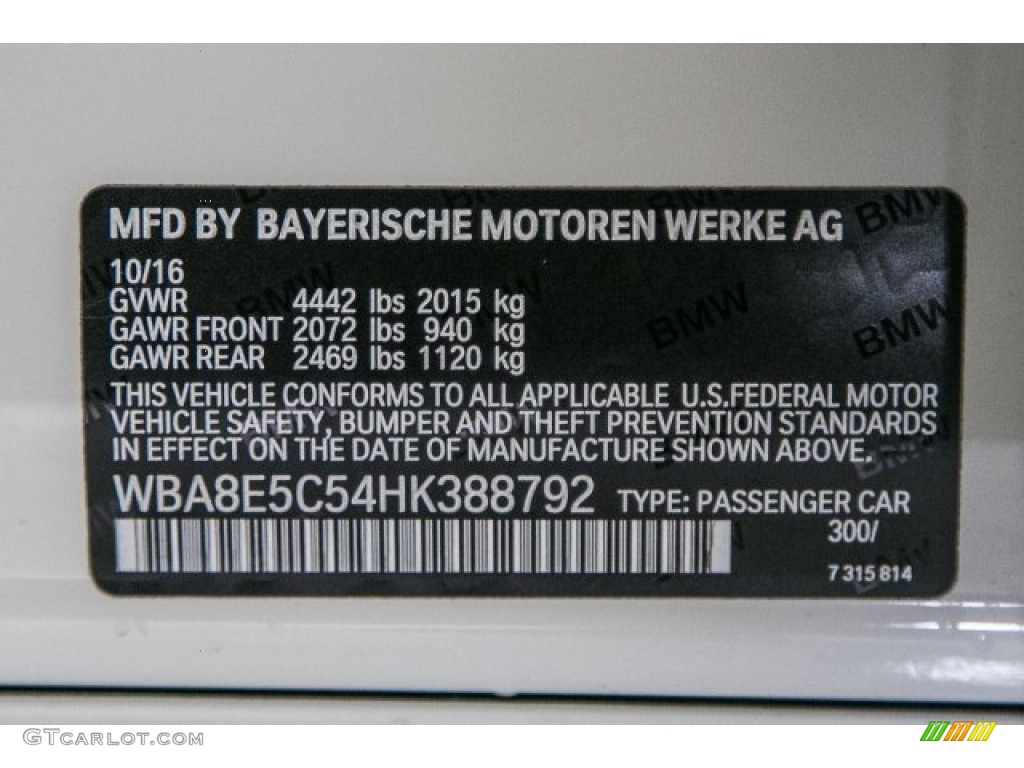 MFD BY BAYERISCHE MOTOREN WERKE AG
10/16
GVWR 4442 lbs 2015 kg
GAWR FRONT 2072 lbs 940 kg
GAWR REAR 2469 lbs 1120 kg
THIS VEHICLE CONFORMS TO ALL APPLICABLE U.S.FEDERAL MOTOR
VEHICLE SAFETY, BUMPER AND THEFT PREVENTION STANDARDS
IN EFFECT ON THE DATE OF MANUFACTURE SHOWN ABOVE.
WBA8E5C54HK388792 TYPE: PASSENGER CAR
300/
7 315 814
BMW
BMW
BMW
GTCARLOT.COM